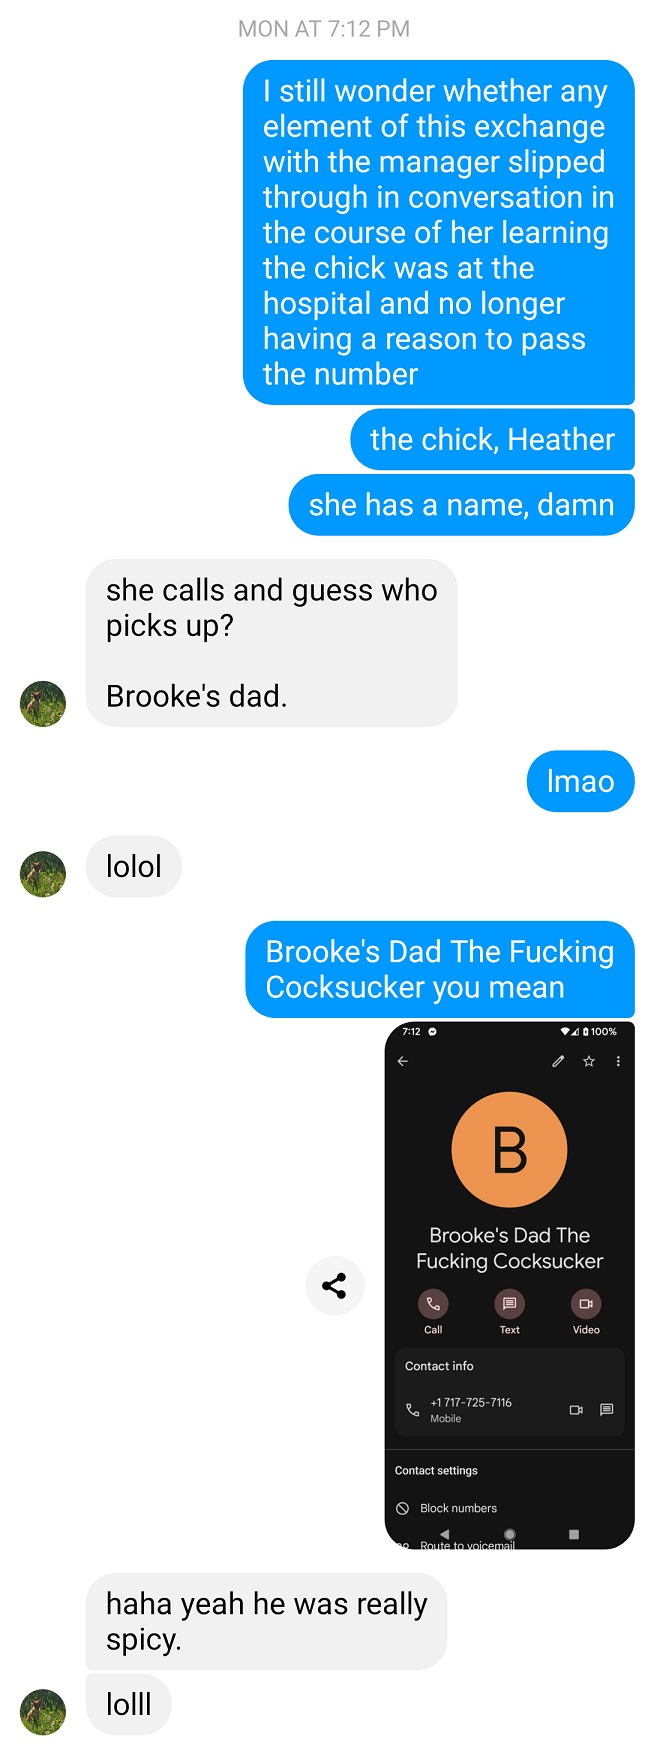 MON AT 7:12 PM
I still wonder whether any
element of this exchange
with the manager slipped
through in conversation in
the course of her learning
the chick was at the
hospital and no longer
having a reason to pass
the number
the chick, Heather
she has a name, damn
she calls and guess who
picks up?
Brooke's dad.
lmao
lolol
Brooke's Dad The Fucking
Cocksucker you mean
7:12
100%
B
Brooke's Dad The
Fucking Cocksucker
Call
Text
Video
Contact info
+1 717-725-7116
Mobile
Contact settings
Block numbers
Route to voicemail
haha yeah he was really
spicy.
lolll